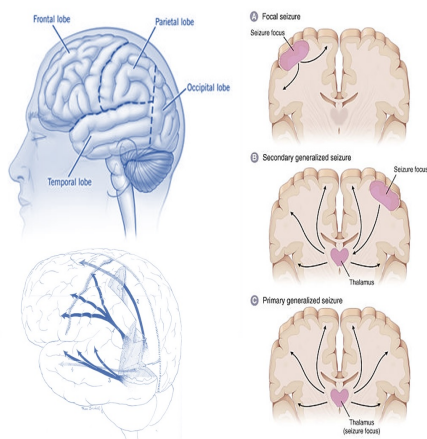 Frontal lobe
Parietal lobe
Occipital lobe
Temporal lobe
A Focal seizure
Seizure focus
B Secondary generalized seizure
Seizure focus
Thalamus
C Primary generalized seizure
Thalamus
(seizure focus)